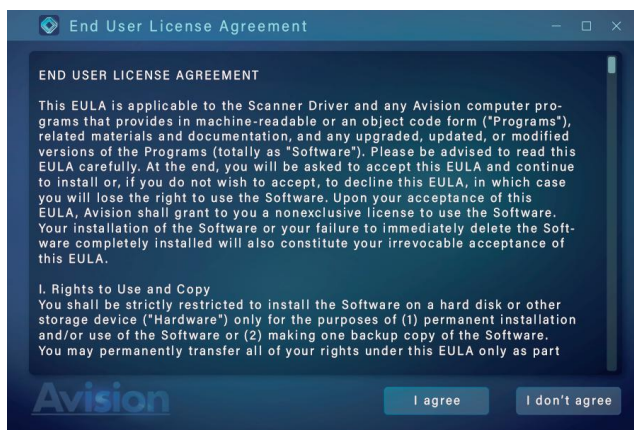 End User License Agreement
END USER LICENSE AGREEMENT
This EULA is applicable to the Scanner Driver and any Avision computer pro-
grams that provides in machine-readable or an object code form ("Programs"),
related materials and documentation, and any upgraded, updated, or modified
versions of the Programs (totally as "Software"). Please be advised to read this
EULA carefully. At the end, you will be asked to accept this EULA and continue
to install or, if you do not wish to accept, to decline this EULA, in which case
you will lose the right to use the Software. Upon your acceptance of this
EULA, Avision shall grant to you a nonexclusive license to use the Software.
Your installation of the Software or your failure to immediately delete the Soft-
ware completely installed will also constitute your irrevocable acceptance of
this EULA.
I. Rights to Use and Copy
You shall be strictly restricted to install the Software on a hard disk or other
storage device ("Hardware") only for the purposes of (1) permanent installation
and/or use of the Software or (2) making one backup copy of the Software.
You may permanently transfer all of your rights under this EULA only as part
Avision
I agree
I don't agree